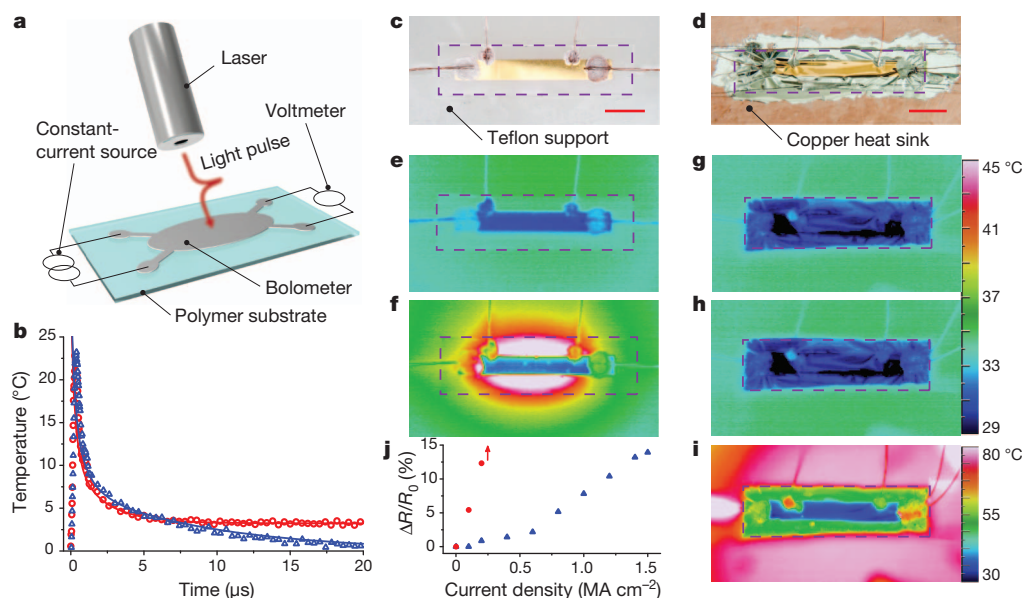 a
Laser
Constant-
current source
Voltmeter
Light pulse
Bolometer
Polymer substrate
b
25
20
15
10
5
0
Temperature (°C)
0
5
10
15
20
Time (µs)
c
Teflon support
d
Copper heat sink
e
f
g
h
45 °C
41
37
33
29
i
80 °C
55
30
j
15
10
5
0
ΔR/R0 (%)
0
0.5
1.0
1.5
Current density (MA cm–2)